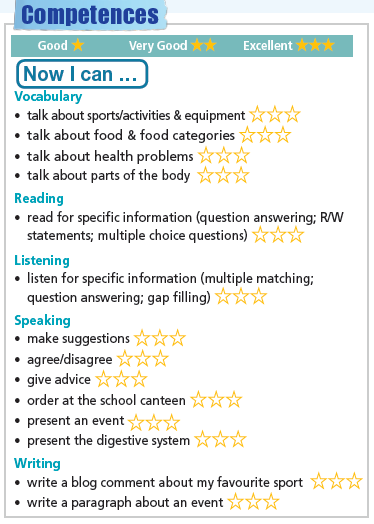 Competences
Good ★ Very Good ★★ Excellent ★★★
Now I can ...
Vocabulary
• talk about sports/activities & equipment ☆☆☆
• talk about food & food categories ☆☆☆
• talk about health problems ☆☆☆
• talk about parts of the body ☆☆☆
Reading
• read for specific information (question answering; R/W
statements; multiple choice questions) ☆☆☆
Listening
• listen for specific information (multiple matching;
question answering; gap filling) ☆☆☆
Speaking
• make suggestions ☆☆☆
• agree/disagree ☆☆☆
• give advice ☆☆☆
• order at the school canteen ☆☆☆
• present an event ☆☆☆
• present the digestive system ☆☆☆
Writing
• write a blog comment about my favourite sport ☆☆☆
• write a paragraph about an event ☆☆☆